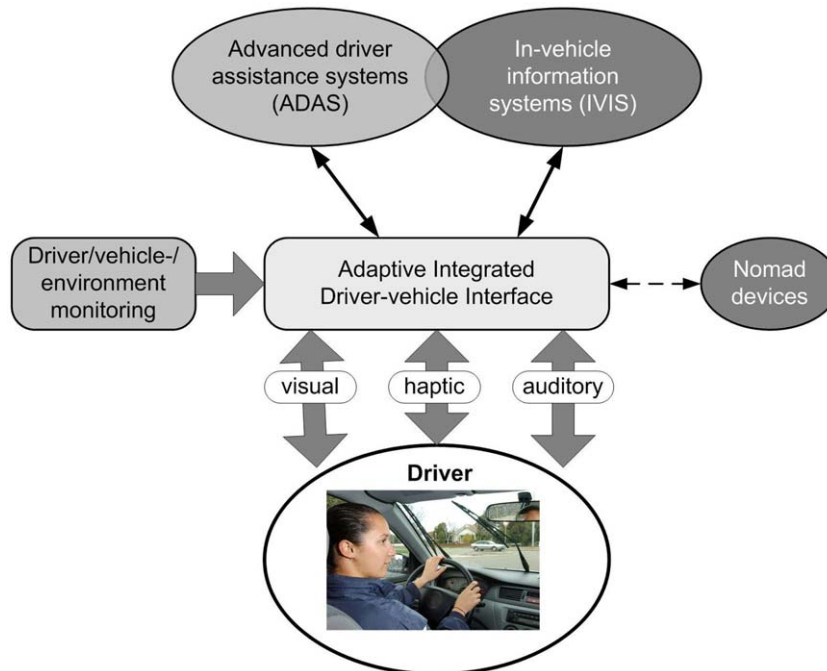 Advanced driver
assistance systems
(ADAS)
In-vehicle
information
systems (IVIS)
Driver/vehicle-/
environment
monitoring
Adaptive Integrated
Driver-vehicle Interface
Nomad
devices
visual
haptic
auditory
Driver